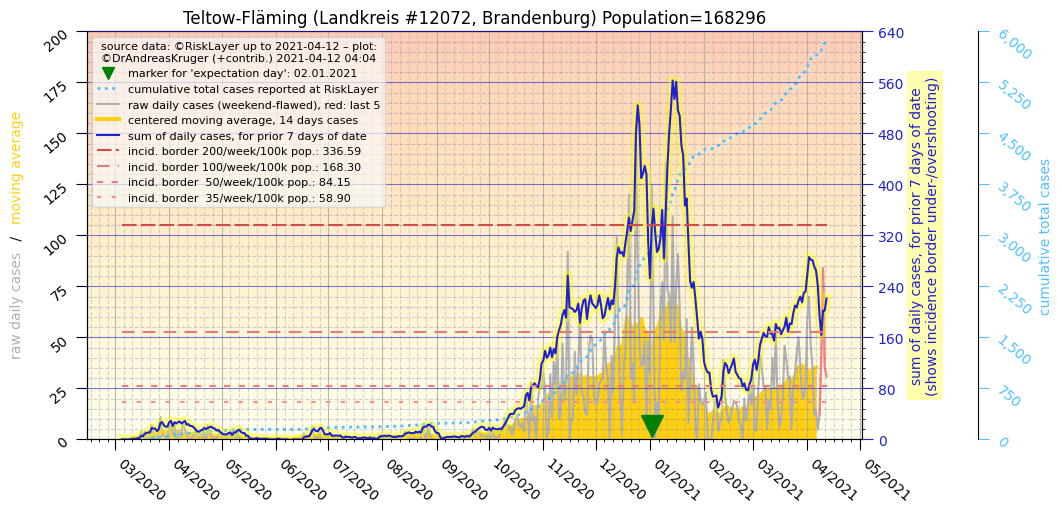 Teltow-Fläming (Landkreis #12072, Brandenburg) Population=168296
source data: ©RiskLayer up to 2021-04-12 – plot:
©DrAndreasKruger (+contrib.) 2021-04-12 04:04
marker for 'expectation day': 02.01.2021
cumulative total cases reported at RiskLayer
raw daily cases (weekend-flawed), red: last 5
centered moving average, 14 days cases
sum of daily cases, for prior 7 days of date
incid. border 200/week/100k pop.: 336.59
incid. border 100/week/100k pop.: 168.30
incid. border  50/week/100k pop.: 84.15
incid. border  35/week/100k pop.: 58.90
raw daily cases / moving average
200
175
150
125
100
75
50
25
0
03/2020
04/2020
05/2020
06/2020
07/2020
08/2020
09/2020
10/2020
11/2020
12/2020
01/2021
02/2021
03/2021
04/2021
05/2021
640
560
480
400
320
240
160
80
0
sum of daily cases, for prior 7 days of date
(shows incidence border under-/overshooting)
6,000
5,250
4,500
3,750
3,000
2,250
1,500
750
0
cumulative total cases